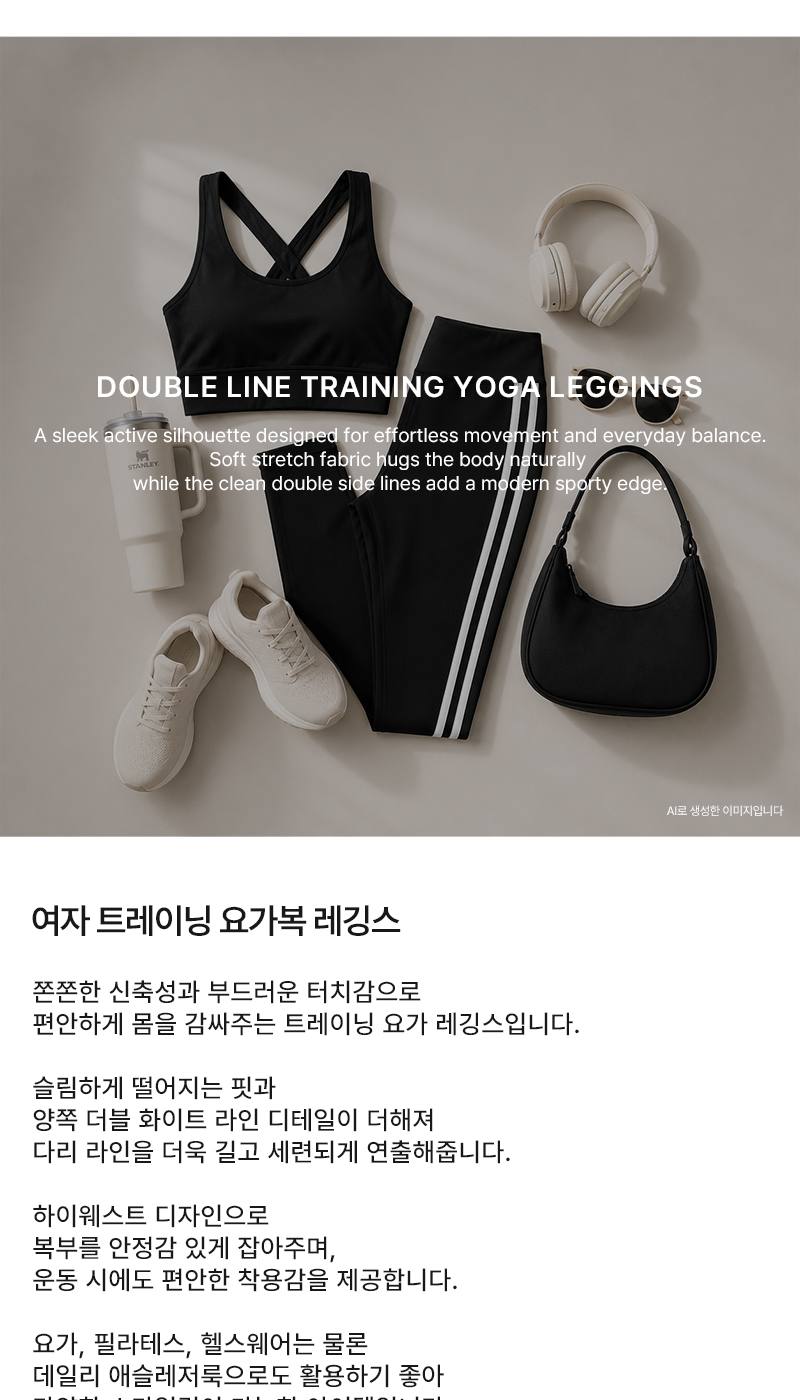 DOUBLE LINE TRAINING YOGA LEGGINGS
A sleek active silhouette designed for effortless movement and everyday balance.
Soft stretch fabric hugs the body naturally
while the clean double side lines add a modern sporty edge.
STANLEY
AI로 생성한 이미지입니다
여자 트레이닝 요가복 레깅스
쫀쫀한 신축성과 부드러운 터치감으로
편안하게 몸을 감싸주는 트레이닝 요가 레깅스입니다.
슬림하게 떨어지는 핏과
양쪽 더블 화이트 라인 디테일이 더해져
다리 라인을 더욱 길고 세련되게 연출해줍니다.
하이웨스트 디자인으로
복부를 안정감 있게 잡아주며,
운동 시에도 편안한 착용감을 제공합니다.
요가, 필라테스, 헬스웨어는 물론
데일리 애슬레저룩으로도 활용하기 좋아